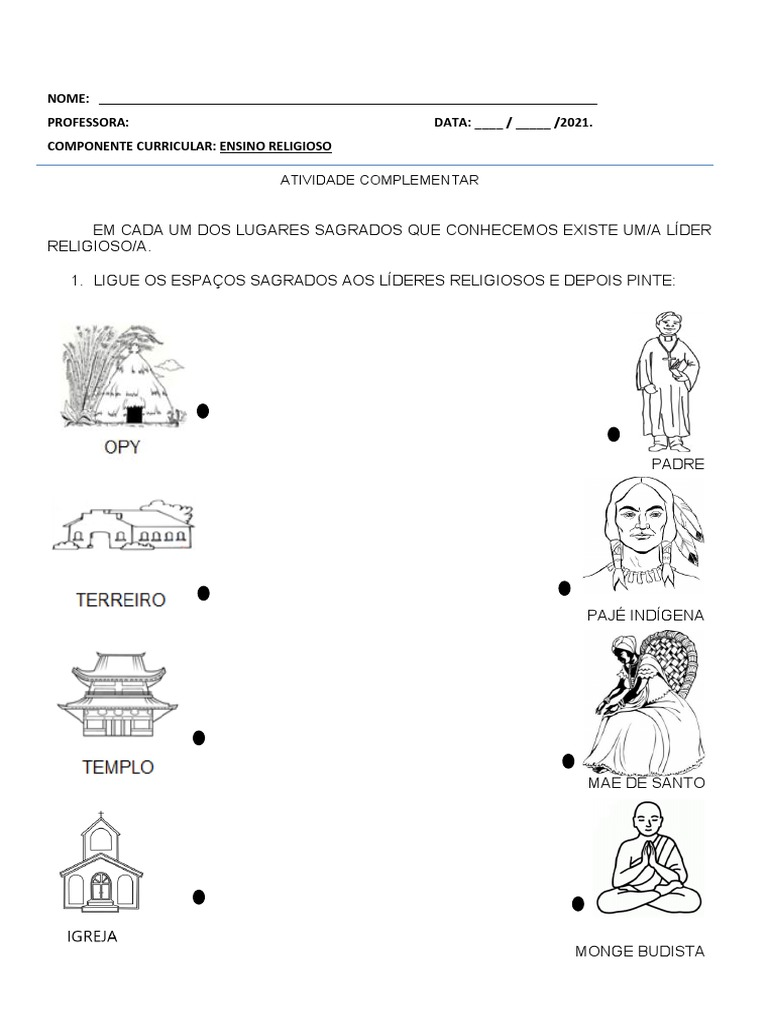 NOME: ______________________________
PROFESSORA: DATA: ____ / _____ /2021.
COMPONENTE CURRICULAR: ENSINO RELIGIOSO
ATIVIDADE COMPLEMENTAR
EM CADA UM DOS LUGARES SAGRADOS QUE CONHECEMOS EXISTE UM/A LÍDER
RELIGIOSO/A.
1. LIGUE OS ESPAÇOS SAGRADOS AOS LÍDERES RELIGIOSOS E DEPOIS PINTE:
OPY
PADRE
TERREIRO
PAJÉ INDÍGENA
TEMPLO
MAE DE SANTO
IGREJA
MONGE BUDISTA